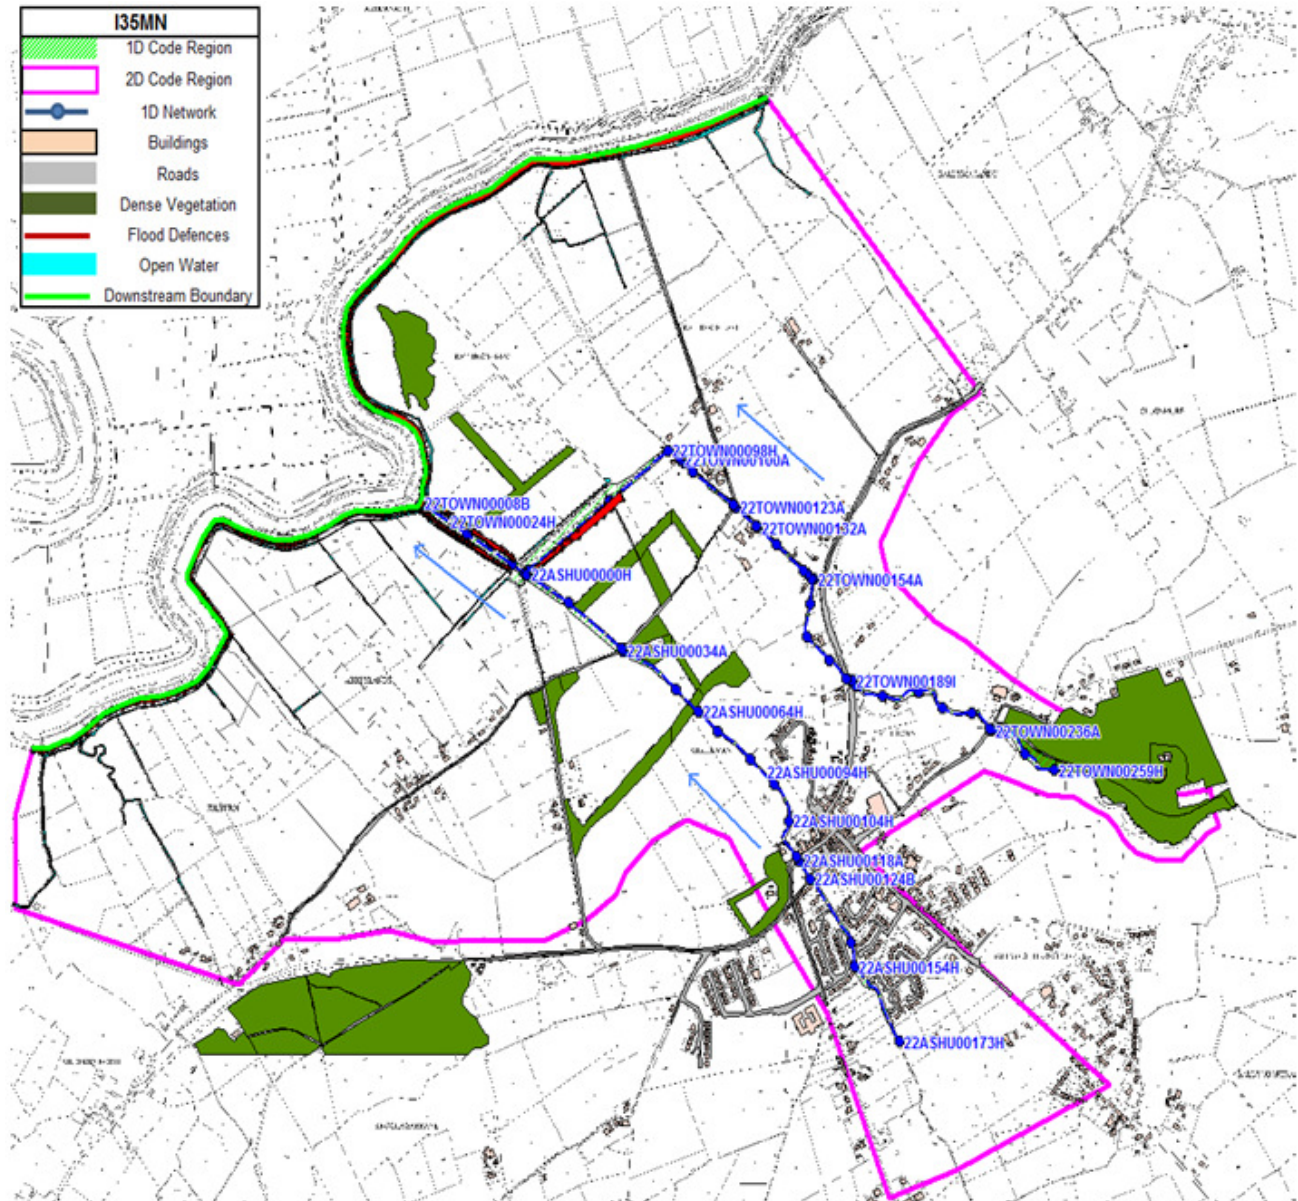 I35MN
1D Code Region
2D Code Region
1D Network
Buildings
Roads
Dense Vegetation
Flood Defences
Open Water
Downstream Boundary
22TOWN00098H
22TOWN00100A
22TOWN00008B
22TOWN00123A
22TOWN00024H
22TOWN00132A
22ASHU00000H
22TOWN00154A
22ASHU00034A
22TOWN00189I
22ASHU00064H
22TOWN00236A
22ASHU00094H
22TOWN00259H
22ASHU00104H
22ASHU00118A
22ASHU00124B
22ASHU00154H
22ASHU00173H